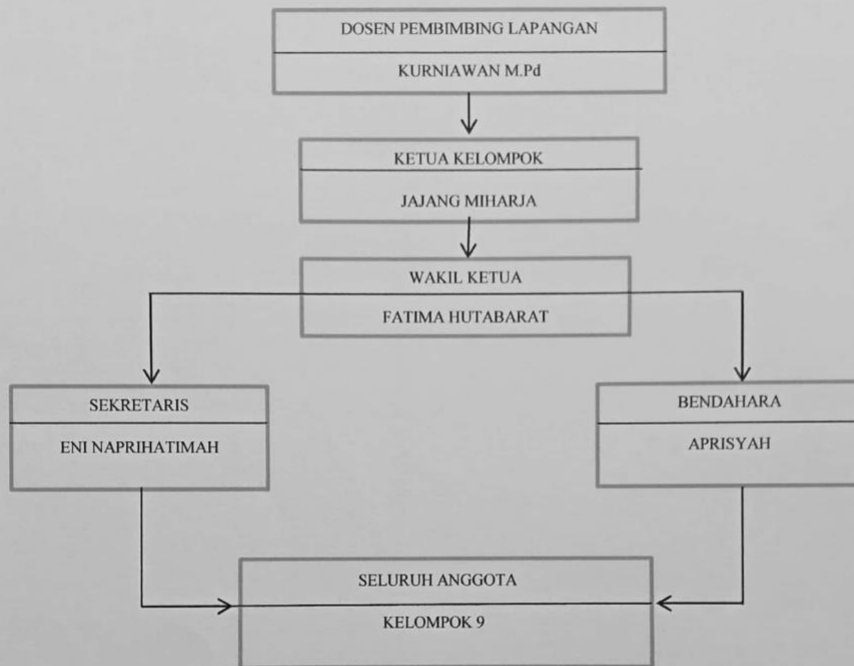 DOSEN PEMBIMBING LAPANGAN
KURNIAWAN M.Pd
KETUA KELOMPOK
JAJANG MIHARJA
WAKIL KETUA
FATIMA HUTABARAT
SEKRETARIS
ENI NAPRIHATIMAH
BENDAHARA
APRISYAH
SELURUH ANGGOTA
KELOMPOK 9